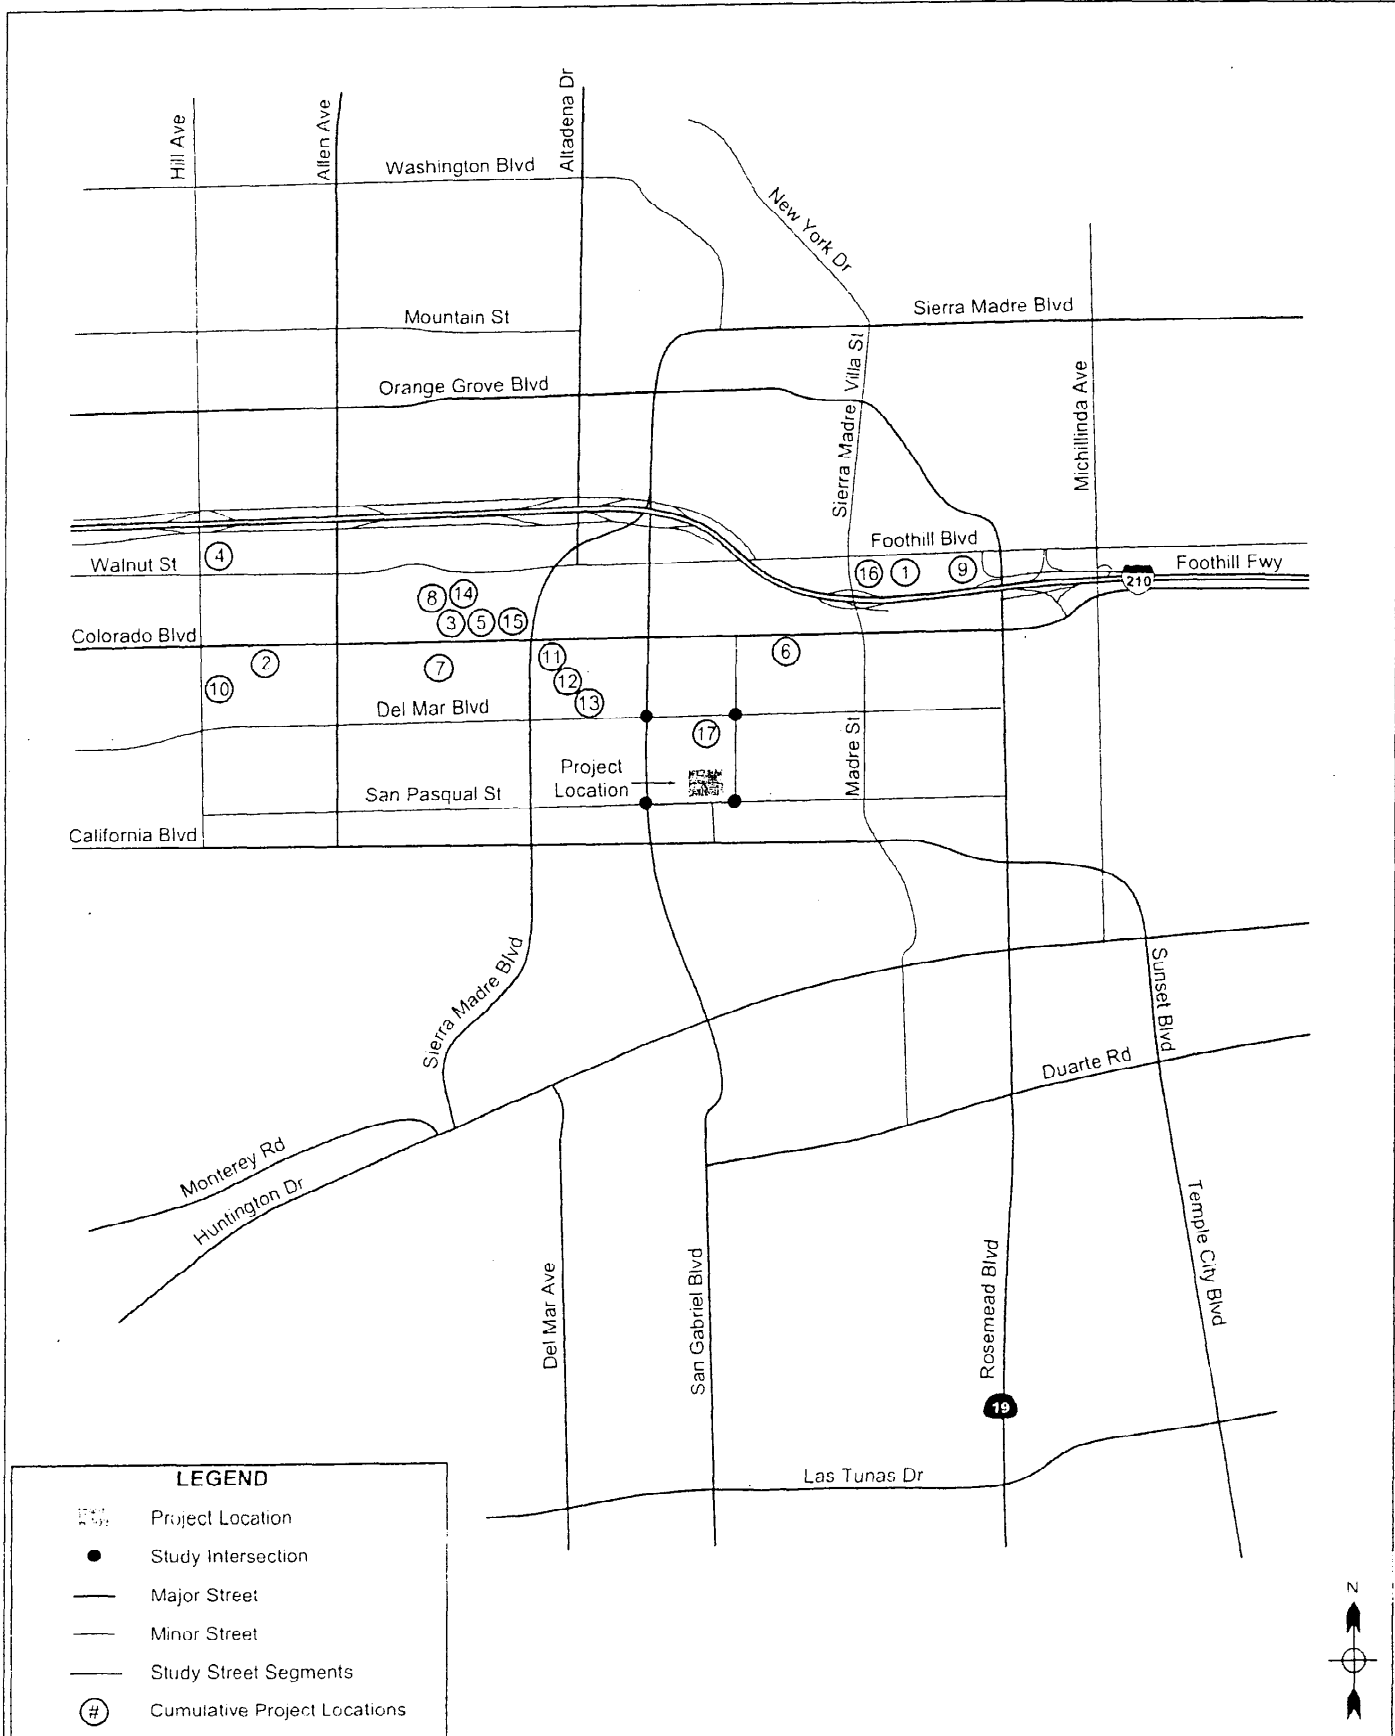 Hill Ave
Allen Ave
Altadena Dr
Washington Blvd
New York Dr
Mountain St
Sierra Madre Blvd
Sierra Madre Villa St
Orange Grove Blvd
Michillinda Ave
Foothill Blvd
Walnut St
4
16
1
9
210
Foothill Fwy
8
14
3
5
15
Colorado Blvd
2
7
11
6
10
12
13
Del Mar Blvd
17
Madre St
Project
Location
San Pasqual St
California Blvd
Sierra Madre Blvd
Sunset Blvd
Duarte Rd
Monterey Rd
Huntington Dr
Temple City Blvd
Del Mar Ave
San Gabriel Blvd
Rosemead Blvd
19
Las Tunas Dr
LEGEND
Project Location
Study Intersection
Major Street
Minor Street
Study Street Segments
# Cumulative Project Locations
N